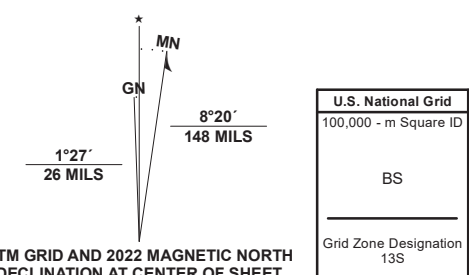 ★
MN
GN
8°20´
148 MILS
1°27´
26 MILS
TM GRID AND 2022 MAGNETIC NORTH
DECLINATION AT CENTER OF SHEET
U.S. National Grid
100,000 - m Square ID
BS
Grid Zone Designation
13S